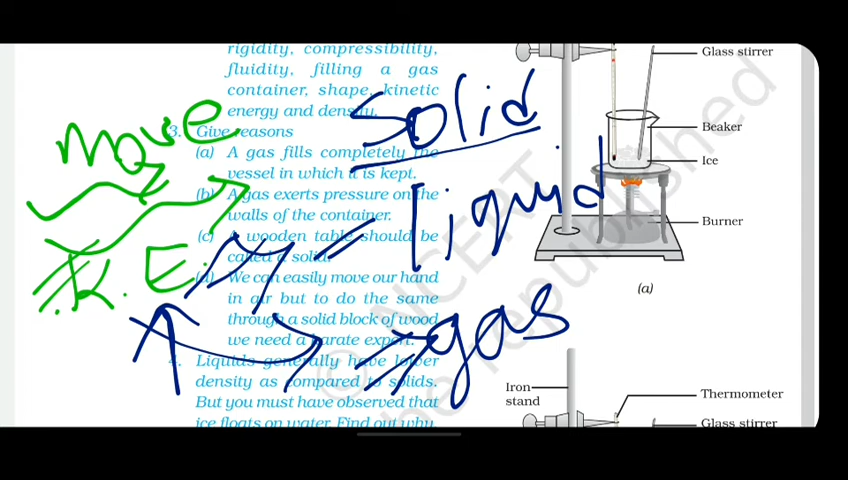 rigidity, compressibility,
fluidity, filling a gas
container, shape, kinetic
energy and density.
3. Give reasons
(a) A gas fills completely the
vessel in which it is kept.
(b) A gas exerts pressure on the
walls of the container.
(c) A wooden table should be
called a solid.
(d) We can easily move our hand
in air but to do the same
through a solid block of wood
we need a karate expert.
4. Liquids generally have lower
density as compared to solids.
But you must have observed that
ice floats on water. Find out why.
move
K.E.
Solid
liquid
gas
Glass stirrer
Beaker
Ice
Burner
(a)
Iron
stand
Thermometer
Glass stirrer
© NCERT
be republished